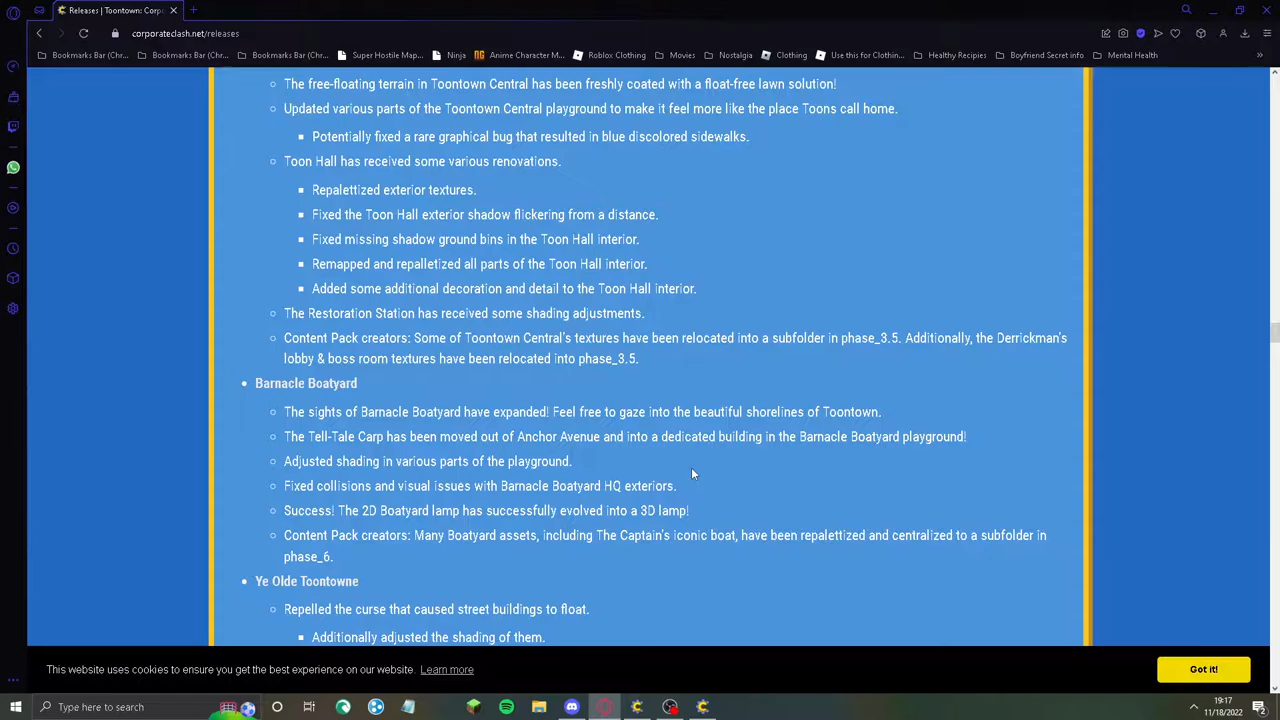 Releases | Toontown: Corpo
corporateclash.net/releases
Bookmarks Bar (Chr... Bookmarks Bar (Chr... Bookmarks Bar (Chr... Super Hostile Map... Ninja Anime Character M... Roblox Clothing Movies Nostalgia Clothing Use this for Clothin... Healthy Recipies Boyfriend Secret info Mental Health
The free-floating terrain in Toontown Central has been freshly coated with a float-free lawn solution!
Updated various parts of the Toontown Central playground to make it feel more like the place Toons call home.
Potentially fixed a rare graphical bug that resulted in blue discolored sidewalks.
Toon Hall has received some various renovations.
Repalettized exterior textures.
Fixed the Toon Hall exterior shadow flickering from a distance.
Fixed missing shadow ground bins in the Toon Hall interior.
Remapped and repalletized all parts of the Toon Hall interior.
Added some additional decoration and detail to the Toon Hall interior.
The Restoration Station has received some shading adjustments.
Content Pack creators: Some of Toontown Central's textures have been relocated into a subfolder in phase_3.5. Additionally, the Derrickman's
lobby & boss room textures have been relocated into phase_3.5.
Barnacle Boatyard
The sights of Barnacle Boatyard have expanded! Feel free to gaze into the beautiful shorelines of Toontown.
The Tell-Tale Carp has been moved out of Anchor Avenue and into a dedicated building in the Barnacle Boatyard playground!
Adjusted shading in various parts of the playground.
Fixed collisions and visual issues with Barnacle Boatyard HQ exteriors.
Success! The 2D Boatyard lamp has successfully evolved into a 3D lamp!
Content Pack creators: Many Boatyard assets, including The Captain's iconic boat, have been repalettized and centralized to a subfolder in
phase_6.
Ye Olde Toontowne
Repelled the curse that caused street buildings to float.
Additionally adjusted the shading of them.
This website uses cookies to ensure you get the best experience on our website. Learn more
Got it!
Type here to search
19:17
11/18/2022
2